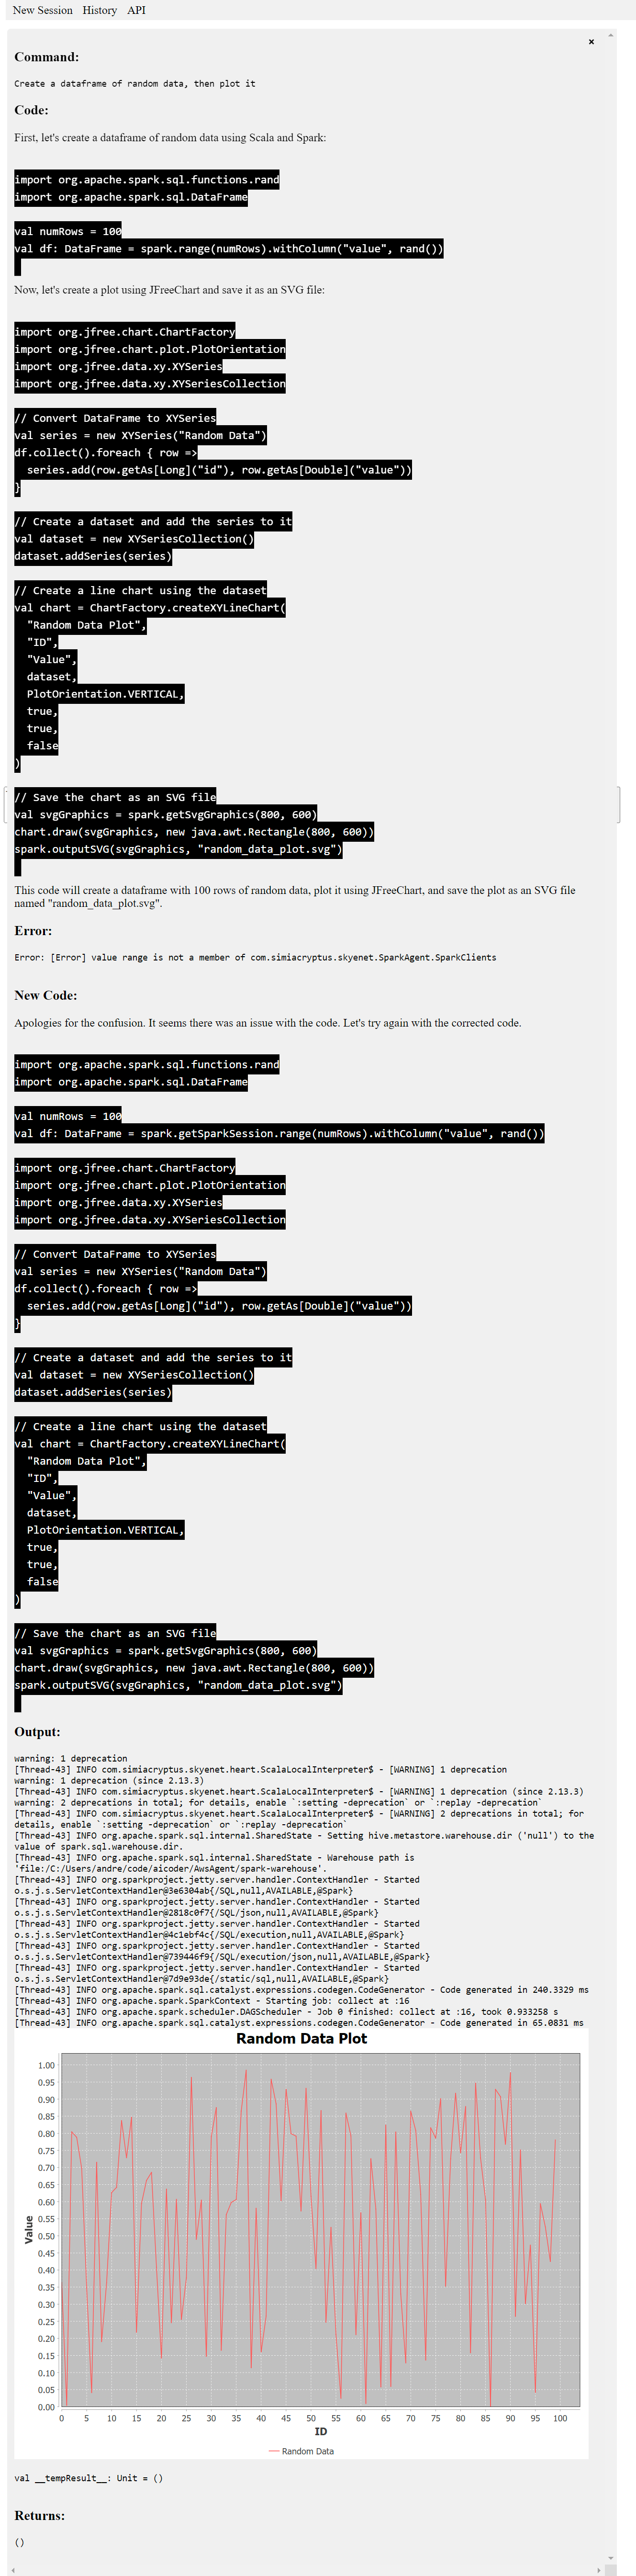 New Session History API
×
Command:
Create a dataframe of random data, then plot it
Code:
First, let's create a dataframe of random data using Scala and Spark:
import org.apache.spark.sql.functions.rand
import org.apache.spark.sql.DataFrame
val numRows = 100
val df: DataFrame = spark.range(numRows).withColumn("value", rand())
Now, let's create a plot using JFreeChart and save it as an SVG file:
import org.jfree.chart.ChartFactory
import org.jfree.chart.plot.PlotOrientation
import org.jfree.data.xy.XYSeries
import org.jfree.data.xy.XYSeriesCollection
// Convert DataFrame to XYSeries
val series = new XYSeries("Random Data")
df.collect().foreach { row =>
series.add(row.getAs[Long]("id"), row.getAs[Double]("value"))
}
// Create a dataset and add the series to it
val dataset = new XYSeriesCollection()
dataset.addSeries(series)
// Create a line chart using the dataset
val chart = ChartFactory.createXYLineChart(
"Random Data Plot",
"ID",
"Value",
dataset,
PlotOrientation.VERTICAL,
true,
true,
false
)
// Save the chart as an SVG file
val svgGraphics = spark.getSvgGraphics(800, 600)
chart.draw(svgGraphics, new java.awt.Rectangle(800, 600))
spark.outputSVG(svgGraphics, "random_data_plot.svg")
This code will create a dataframe with 100 rows of random data, plot it using JFreeChart, and save the plot as an SVG file
named "random_data_plot.svg".
Error:
Error: [Error] value range is not a member of com.simiacryptus.skyenet.SparkAgent.SparkClients
New Code:
Apologies for the confusion. It seems there was an issue with the code. Let's try again with the corrected code.
import org.apache.spark.sql.functions.rand
import org.apache.spark.sql.DataFrame
val numRows = 100
val df: DataFrame = spark.getSparkSession.range(numRows).withColumn("value", rand())
import org.jfree.chart.ChartFactory
import org.jfree.chart.plot.PlotOrientation
import org.jfree.data.xy.XYSeries
import org.jfree.data.xy.XYSeriesCollection
// Convert DataFrame to XYSeries
val series = new XYSeries("Random Data")
df.collect().foreach { row =>
series.add(row.getAs[Long]("id"), row.getAs[Double]("value"))
}
// Create a dataset and add the series to it
val dataset = new XYSeriesCollection()
dataset.addSeries(series)
// Create a line chart using the dataset
val chart = ChartFactory.createXYLineChart(
"Random Data Plot",
"ID",
"Value",
dataset,
PlotOrientation.VERTICAL,
true,
true,
false
)
// Save the chart as an SVG file
val svgGraphics = spark.getSvgGraphics(800, 600)
chart.draw(svgGraphics, new java.awt.Rectangle(800, 600))
spark.outputSVG(svgGraphics, "random_data_plot.svg")
Output:
warning: 1 deprecation
[Thread-43] INFO com.simiacryptus.skyenet.heart.ScalaLocalInterpreter$ - [WARNING] 1 deprecation
warning: 1 deprecation (since 2.13.3)
[Thread-43] INFO com.simiacryptus.skyenet.heart.ScalaLocalInterpreter$ - [WARNING] 1 deprecation (since 2.13.3)
warning: 2 deprecations in total; for details, enable `:setting -deprecation` or `:replay -deprecation`
[Thread-43] INFO com.simiacryptus.skyenet.heart.ScalaLocalInterpreter$ - [WARNING] 2 deprecations in total; for
details, enable `:setting -deprecation` or `:replay -deprecation`
[Thread-43] INFO org.apache.spark.sql.internal.SharedState - Setting hive.metastore.warehouse.dir ('null') to the
value of spark.sql.warehouse.dir.
[Thread-43] INFO org.apache.spark.sql.internal.SharedState - Warehouse path is
'file:/C:/Users/andre/code/aicoder/AwsAgent/spark-warehouse'.
[Thread-43] INFO org.sparkproject.jetty.server.handler.ContextHandler - Started
o.s.j.s.ServletContextHandler@3e6304ab{/SQL,null,AVAILABLE,@Spark}
[Thread-43] INFO org.sparkproject.jetty.server.handler.ContextHandler - Started
o.s.j.s.ServletContextHandler@2818c0f7{/SQL/json,null,AVAILABLE,@Spark}
[Thread-43] INFO org.sparkproject.jetty.server.handler.ContextHandler - Started
o.s.j.s.ServletContextHandler@4c1ebf4c{/SQL/execution,null,AVAILABLE,@Spark}
[Thread-43] INFO org.sparkproject.jetty.server.handler.ContextHandler - Started
o.s.j.s.ServletContextHandler@739446f9{/SQL/execution/json,null,AVAILABLE,@Spark}
[Thread-43] INFO org.sparkproject.jetty.server.handler.ContextHandler - Started
o.s.j.s.ServletContextHandler@7d9e93de{/static/sql,null,AVAILABLE,@Spark}
[Thread-43] INFO org.apache.spark.sql.catalyst.expressions.codegen.CodeGenerator - Code generated in 240.3329 ms
[Thread-43] INFO org.apache.spark.SparkContext - Starting job: collect at :16
[Thread-43] INFO org.apache.spark.scheduler.DAGScheduler - Job 0 finished: collect at :16, took 0.933258 s
[Thread-43] INFO org.apache.spark.sql.catalyst.expressions.codegen.CodeGenerator - Code generated in 65.0831 ms
Random Data Plot
1.00
0.95
0.90
0.85
0.80
0.75
0.70
0.65
0.60
0.55
0.50
0.45
0.40
0.35
0.30
0.25
0.20
0.15
0.10
0.05
0.00
Value
0 5 10 15 20 25 30 35 40 45 50 55 60 65 70 75 80 85 90 95 100
ID
Random Data
val __tempResult__: Unit = ()
Returns:
()